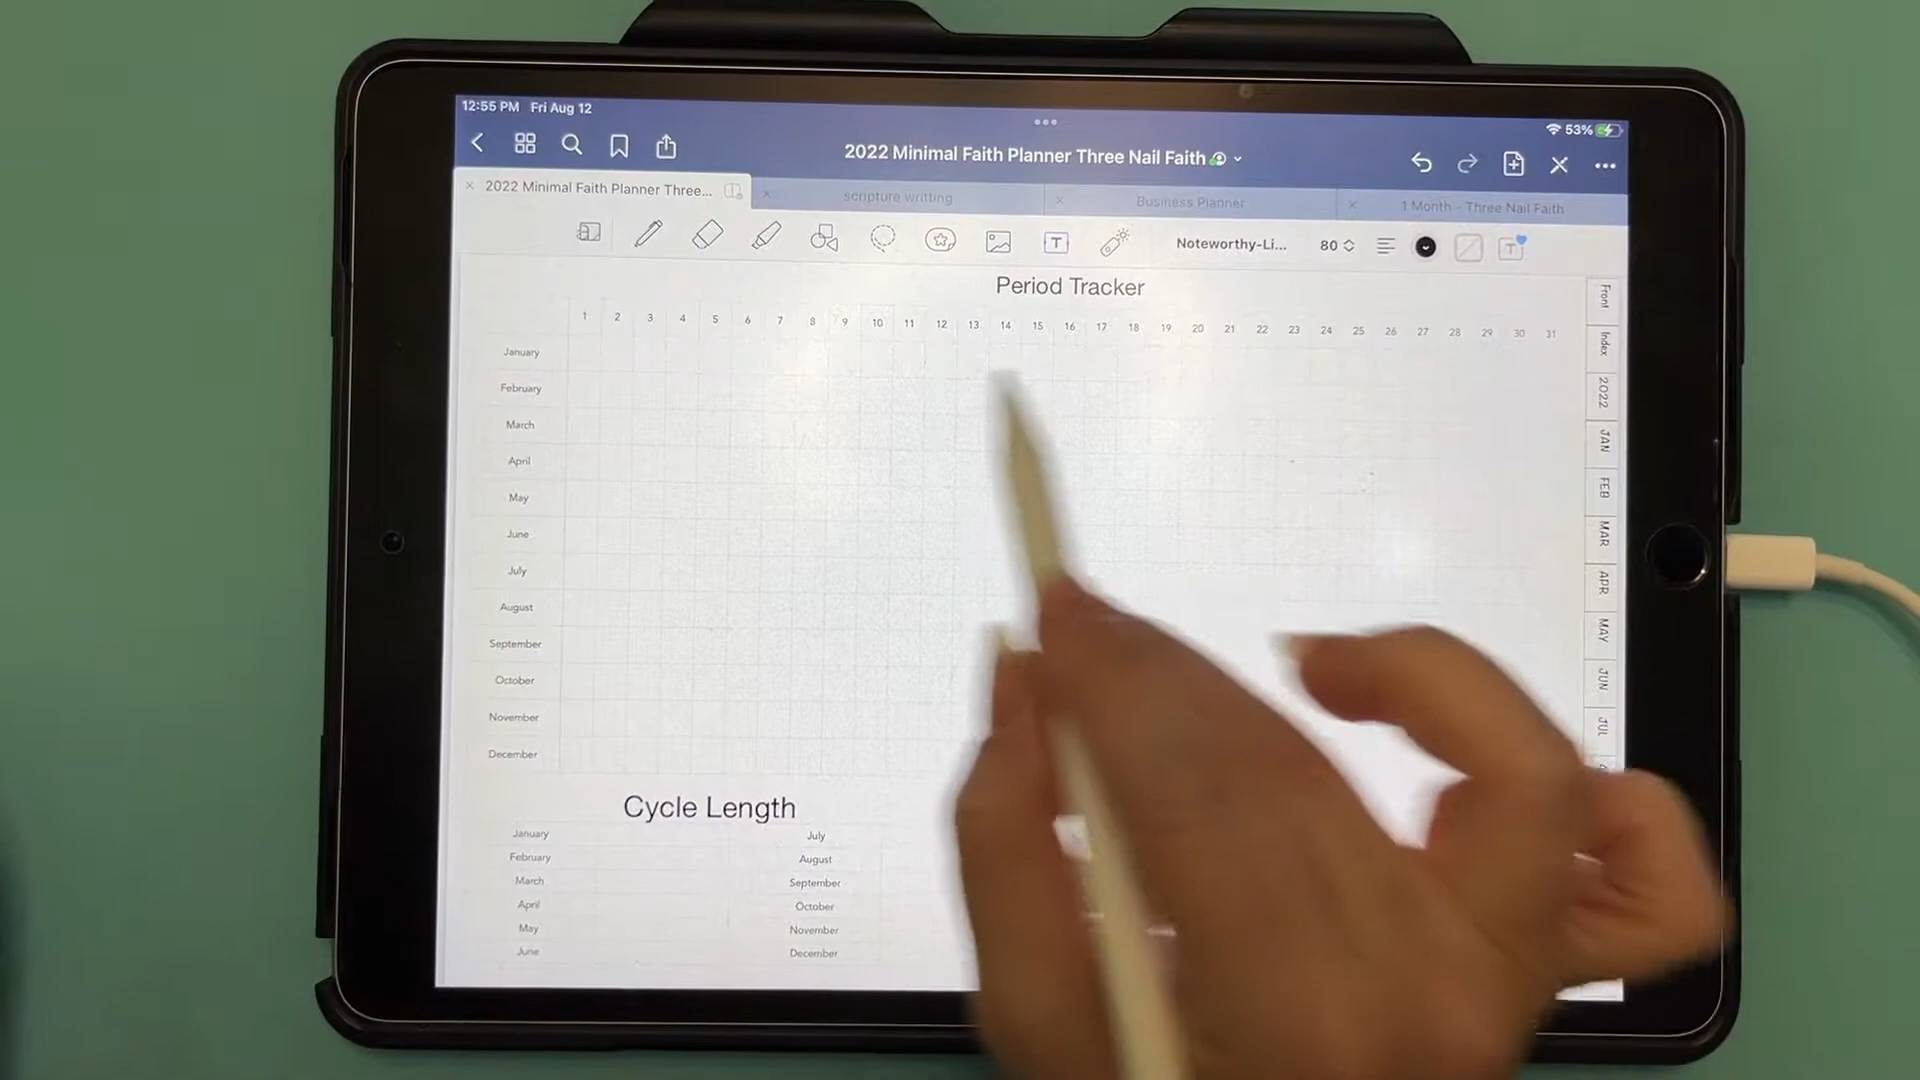 12:55 PM Fri Aug 12
53%
2022 Minimal Faith Planner Three Nail Faith
2022 Minimal Faith Planner Three...
scripture writting
Business Planner
1 Month - Three Nail Faith
T
Noteworthy-Li...
80
T
Period Tracker
1 2 3 4 5 6 7 8 9 10 11 12 13 14 15 16 17 18 19 20 21 22 23 24 25 26 27 28 29 30 31
January
February
March
April
May
June
July
August
September
October
November
December
Cycle Length
January July
February August
March September
April October
May November
June December
Front
Index
2022
JAN
FEB
MAR
APR
MAY
JUN
JUL